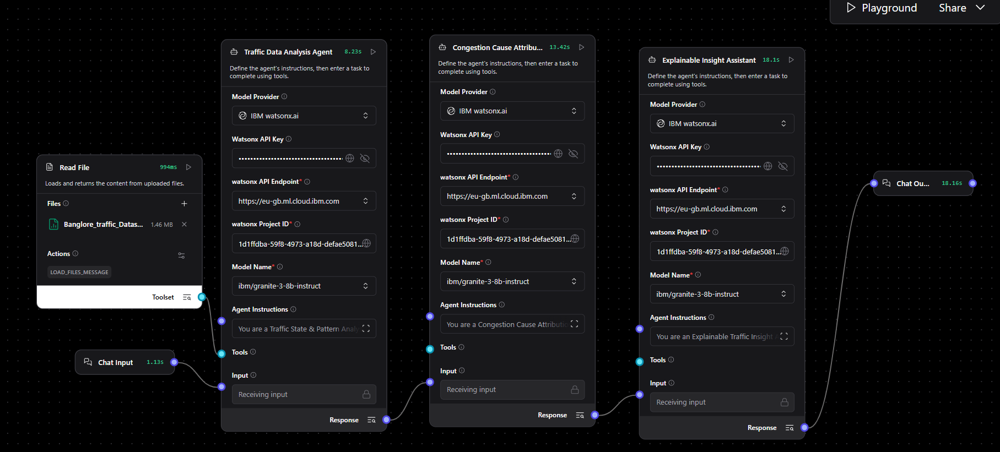 Playground
Share
Read File
994ms
Loads and returns the content from uploaded files.
Files
Banglore_traffic_Datas...
1.46 MB
Actions
LOAD_FILES_MESSAGE
Toolset
Chat Input
1.13s
Traffic Data Analysis Agent
8.23s
Define the agent's instructions, then enter a task to
complete using tools.
Model Provider
IBM watsonx.ai
Watsonx API Key
watsonx API Endpoint*
https://eu-gb.ml.cloud.ibm.com
watsonx Project ID*
1d1ffdba-59f8-4973-a18d-defae5081...
Model Name*
ibm/granite-3-8b-instruct
Agent Instructions
You are a Traffic State & Pattern Analy
Tools
Input
Receiving input
Response
Congestion Cause Attribu...
13.42s
Define the agent's instructions, then enter a task to
complete using tools.
Model Provider
IBM watsonx.ai
Watsonx API Key
watsonx API Endpoint*
https://eu-gb.ml.cloud.ibm.com
watsonx Project ID*
1d1ffdba-59f8-4973-a18d-defae5081...
Model Name*
ibm/granite-3-8b-instruct
Agent Instructions
You are a Congestion Cause Attributio
Tools
Input
Receiving input
Response
Explainable Insight Assistant
18.1s
Define the agent's instructions, then enter a task to
complete using tools.
Model Provider
IBM watsonx.ai
Watsonx API Key
watsonx API Endpoint*
https://eu-gb.ml.cloud.ibm.com
watsonx Project ID*
1d1ffdba-59f8-4973-a18d-defae5081...
Model Name*
ibm/granite-3-8b-instruct
Agent Instructions
You are an Explainable Traffic Insight A
Tools
Input
Receiving input
Response
Chat Ou...
18.16s